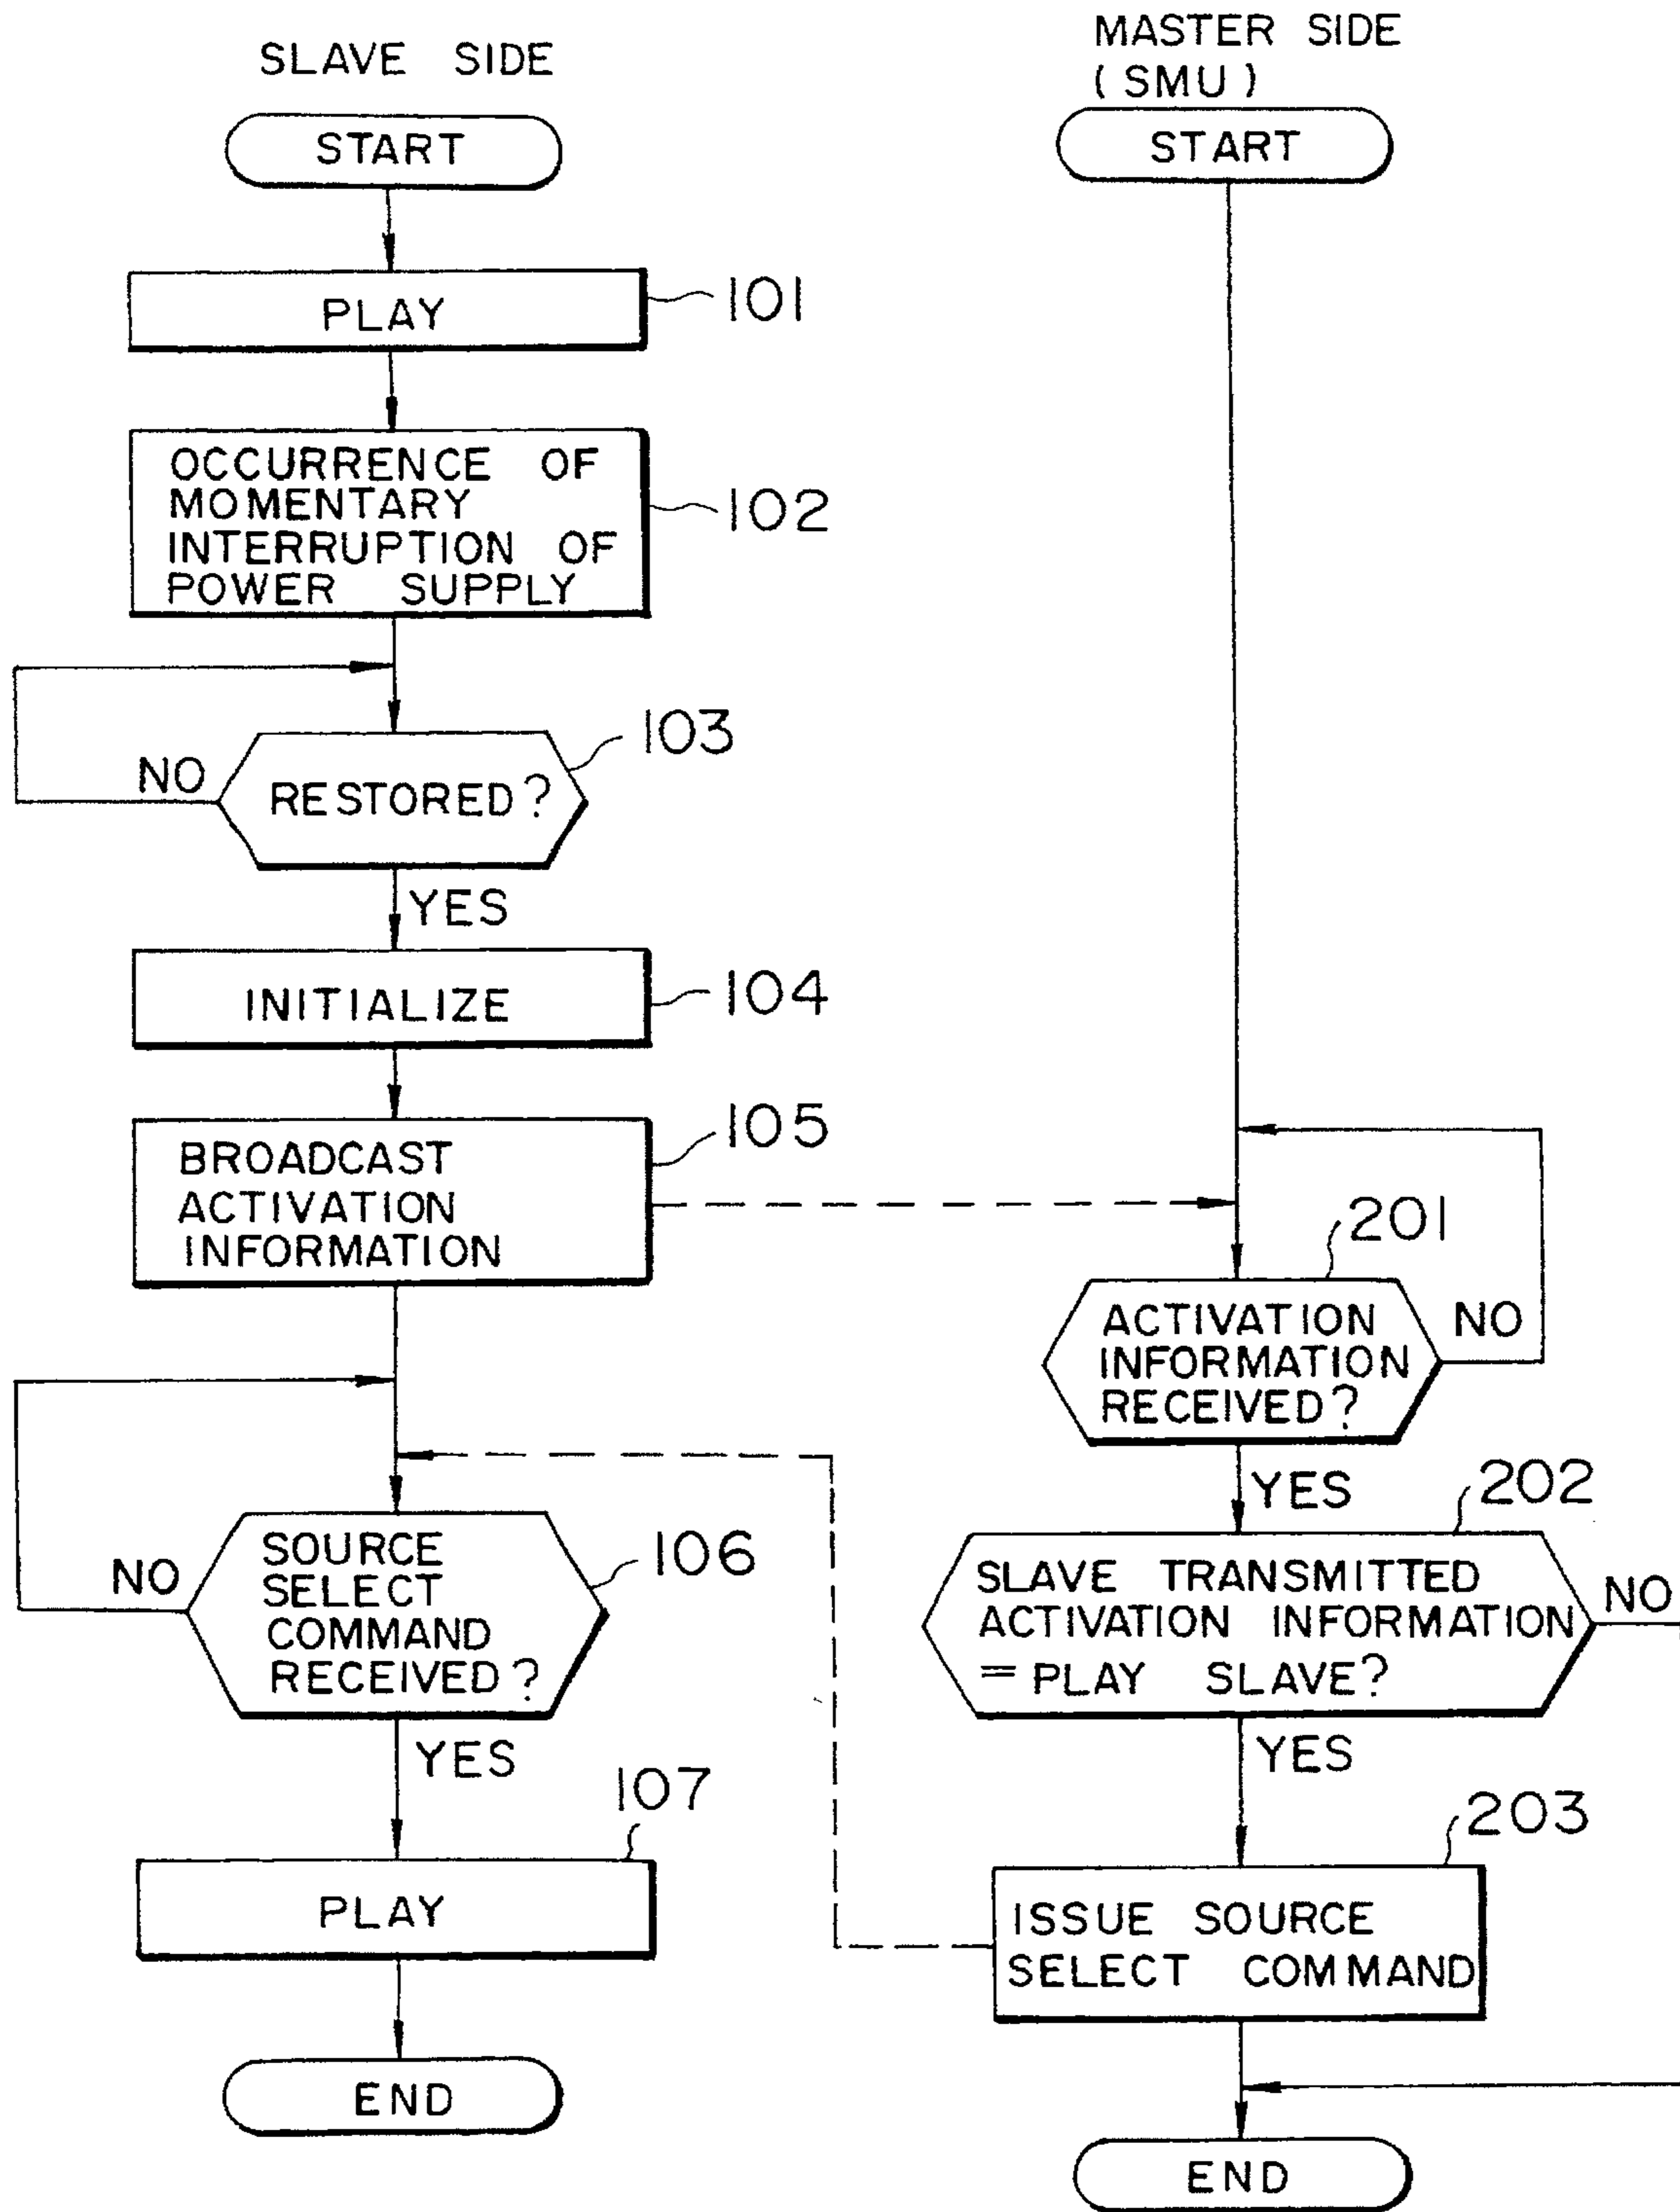 SLAVE SIDE
START
PLAY
101
OCCURRENCE OF
MOMENTARY
INTERRUPTION OF
POWER SUPPLY
102
103
NO
RESTORED?
YES
INITIALIZE
104
105
BROADCAST
ACTIVATION
INFORMATION
SOURCE
SELECT
COMMAND
RECEIVED?
NO
106
YES
107
PLAY
END
MASTER SIDE
(SMU)
START
201
ACTIVATION
INFORMATION
RECEIVED?
NO
YES
202
SLAVE TRANSMITTED
ACTIVATION INFORMATION
= PLAY SLAVE?
NO
YES
203
ISSUE SOURCE
SELECT COMMAND
END